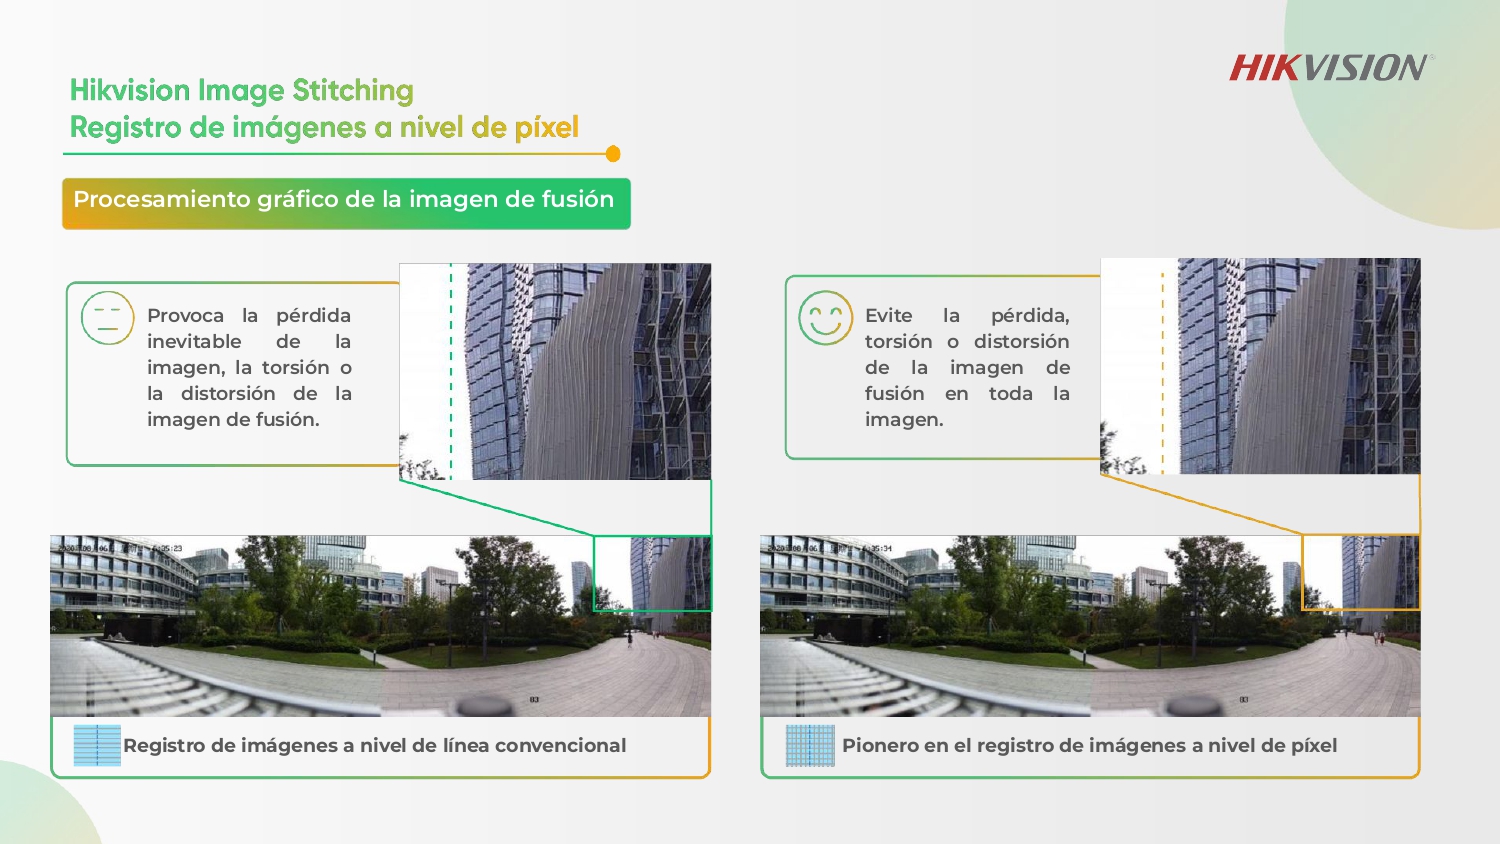 HIKVISION
Hikvision Image Stitching
Registro de imágenes a nivel de píxel
Procesamiento gráfico de la imagen de fusión
Provoca la pérdida
inevitable de la
imagen, la torsión o
la distorsión de la
imagen de fusión.
Evite la pérdida,
torsión o distorsión
de la imagen de
fusión en toda la
imagen.
03
03
Registro de imágenes a nivel de línea convencional
Pionero en el registro de imágenes a nivel de píxel